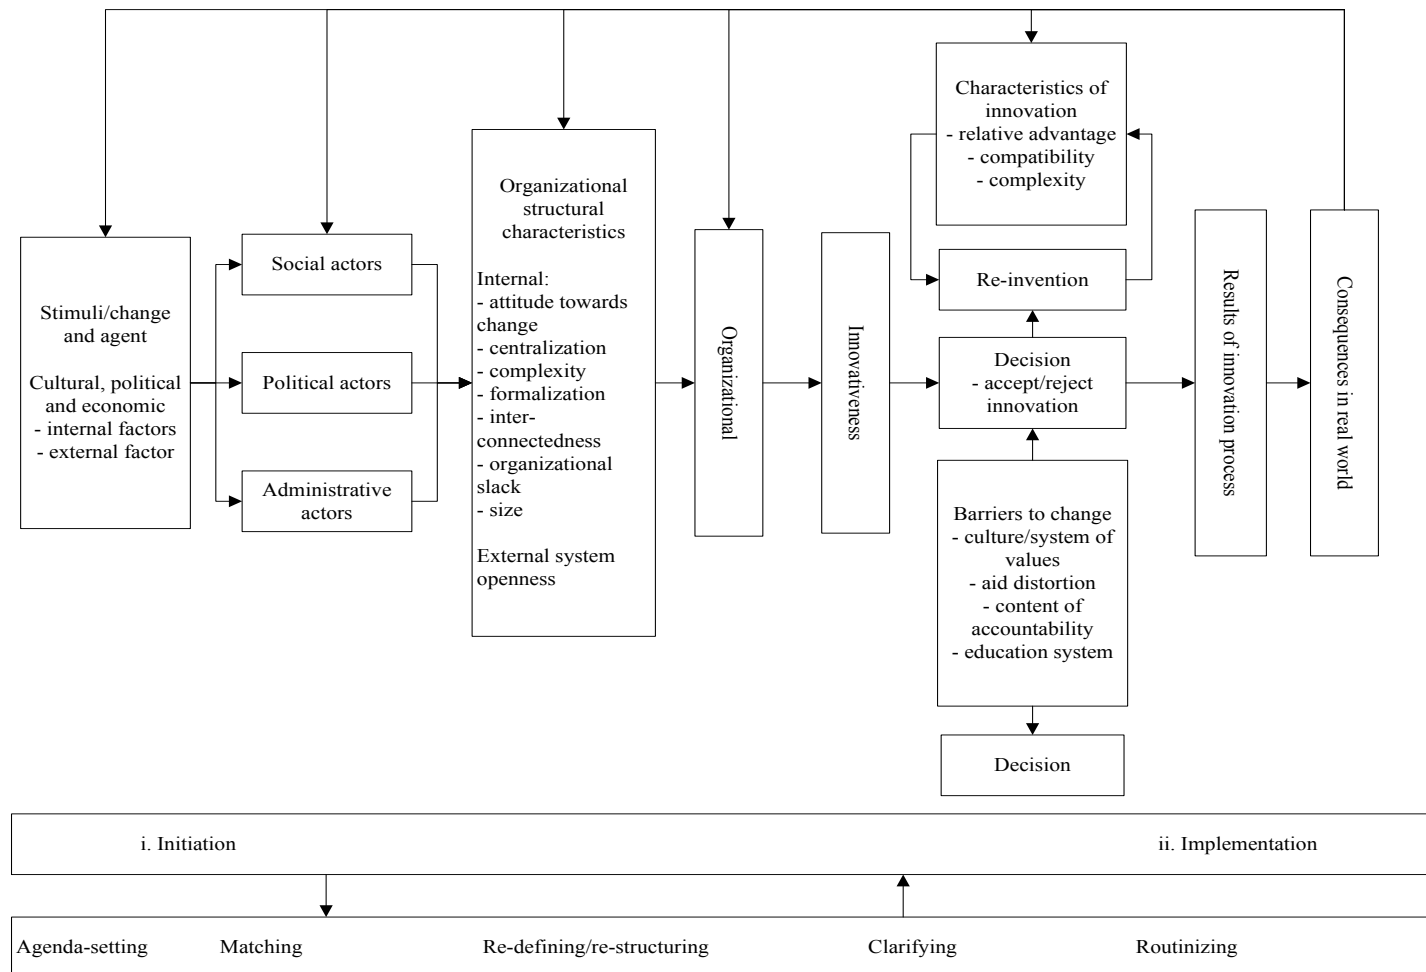 Stimuli/change
and agent
Cultural, political
and economic
- internal factors
- external factor
Social actors
Political actors
Administrative
actors
Organizational
structural
characteristics
Internal:
- attitude towards
change
- centralization
- complexity
- formalization
- inter-
connectedness
- organizational
slack
- size
External system
openness
Organizational
Innovativeness
Characteristics of
innovation
- relative advantage
- compatibility
- complexity
Re-invention
Decision
- accept/reject
innovation
Barriers to change
- culture/system of
values
- aid distortion
- content of
accountability
- education system
Decision
Results of innovation process
Consequences in real world
i. Initiation
ii. Implementation
Agenda-setting
Matching
Re-defining/re-structuring
Clarifying
Routinizing